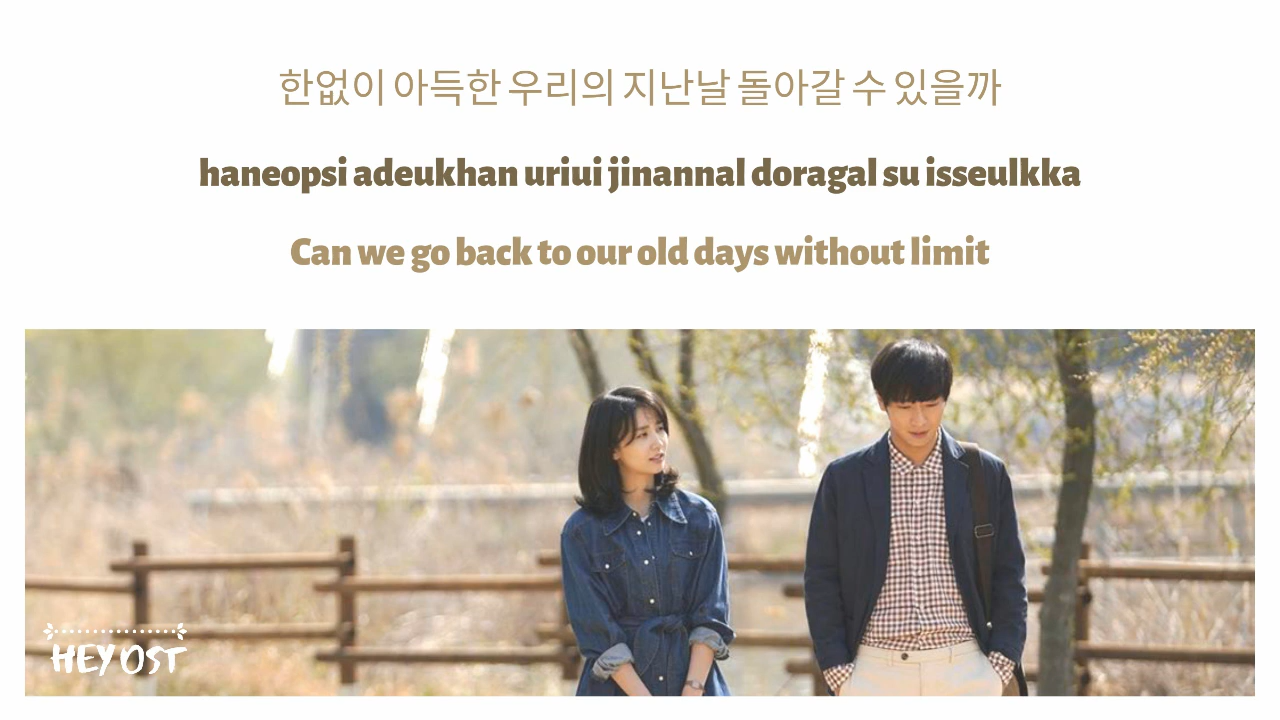 한없이 아득한 우리의 지난날 돌아갈 수 있을까
haneopsi adeukhan uriui jinannal doragal su isseulkka
Can we go back to our old days without limit
HEY OST